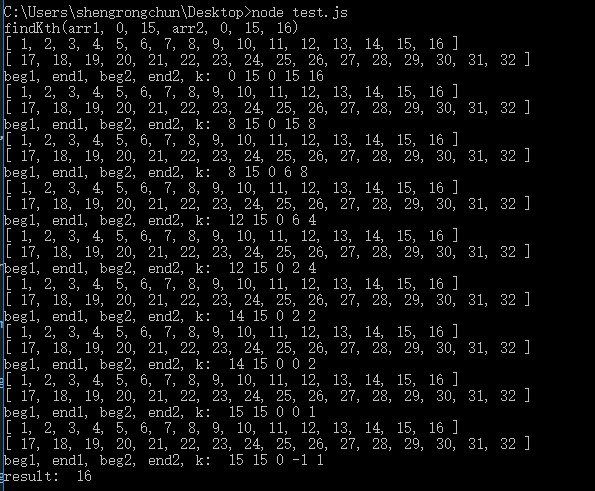 C:\Users\shengrongchun\Desktop>node test.js
findKth(arr1, 0, 15, arr2, 0, 15, 16)
[ 1, 2, 3, 4, 5, 6, 7, 8, 9, 10, 11, 12, 13, 14, 15, 16 ]
[ 17, 18, 19, 20, 21, 22, 23, 24, 25, 26, 27, 28, 29, 30, 31, 32 ]
beg1, end1, beg2, end2, k:  0 15 0 15 16
[ 1, 2, 3, 4, 5, 6, 7, 8, 9, 10, 11, 12, 13, 14, 15, 16 ]
[ 17, 18, 19, 20, 21, 22, 23, 24, 25, 26, 27, 28, 29, 30, 31, 32 ]
beg1, end1, beg2, end2, k:  8 15 0 15 8
[ 1, 2, 3, 4, 5, 6, 7, 8, 9, 10, 11, 12, 13, 14, 15, 16 ]
[ 17, 18, 19, 20, 21, 22, 23, 24, 25, 26, 27, 28, 29, 30, 31, 32 ]
beg1, end1, beg2, end2, k:  8 15 0 6 8
[ 1, 2, 3, 4, 5, 6, 7, 8, 9, 10, 11, 12, 13, 14, 15, 16 ]
[ 17, 18, 19, 20, 21, 22, 23, 24, 25, 26, 27, 28, 29, 30, 31, 32 ]
beg1, end1, beg2, end2, k:  12 15 0 6 4
[ 1, 2, 3, 4, 5, 6, 7, 8, 9, 10, 11, 12, 13, 14, 15, 16 ]
[ 17, 18, 19, 20, 21, 22, 23, 24, 25, 26, 27, 28, 29, 30, 31, 32 ]
beg1, end1, beg2, end2, k:  12 15 0 2 4
[ 1, 2, 3, 4, 5, 6, 7, 8, 9, 10, 11, 12, 13, 14, 15, 16 ]
[ 17, 18, 19, 20, 21, 22, 23, 24, 25, 26, 27, 28, 29, 30, 31, 32 ]
beg1, end1, beg2, end2, k:  14 15 0 2 2
[ 1, 2, 3, 4, 5, 6, 7, 8, 9, 10, 11, 12, 13, 14, 15, 16 ]
[ 17, 18, 19, 20, 21, 22, 23, 24, 25, 26, 27, 28, 29, 30, 31, 32 ]
beg1, end1, beg2, end2, k:  14 15 0 0 2
[ 1, 2, 3, 4, 5, 6, 7, 8, 9, 10, 11, 12, 13, 14, 15, 16 ]
[ 17, 18, 19, 20, 21, 22, 23, 24, 25, 26, 27, 28, 29, 30, 31, 32 ]
beg1, end1, beg2, end2, k:  15 15 0 0 1
[ 1, 2, 3, 4, 5, 6, 7, 8, 9, 10, 11, 12, 13, 14, 15, 16 ]
[ 17, 18, 19, 20, 21, 22, 23, 24, 25, 26, 27, 28, 29, 30, 31, 32 ]
beg1, end1, beg2, end2, k:  15 15 0 -1 1
result:  16